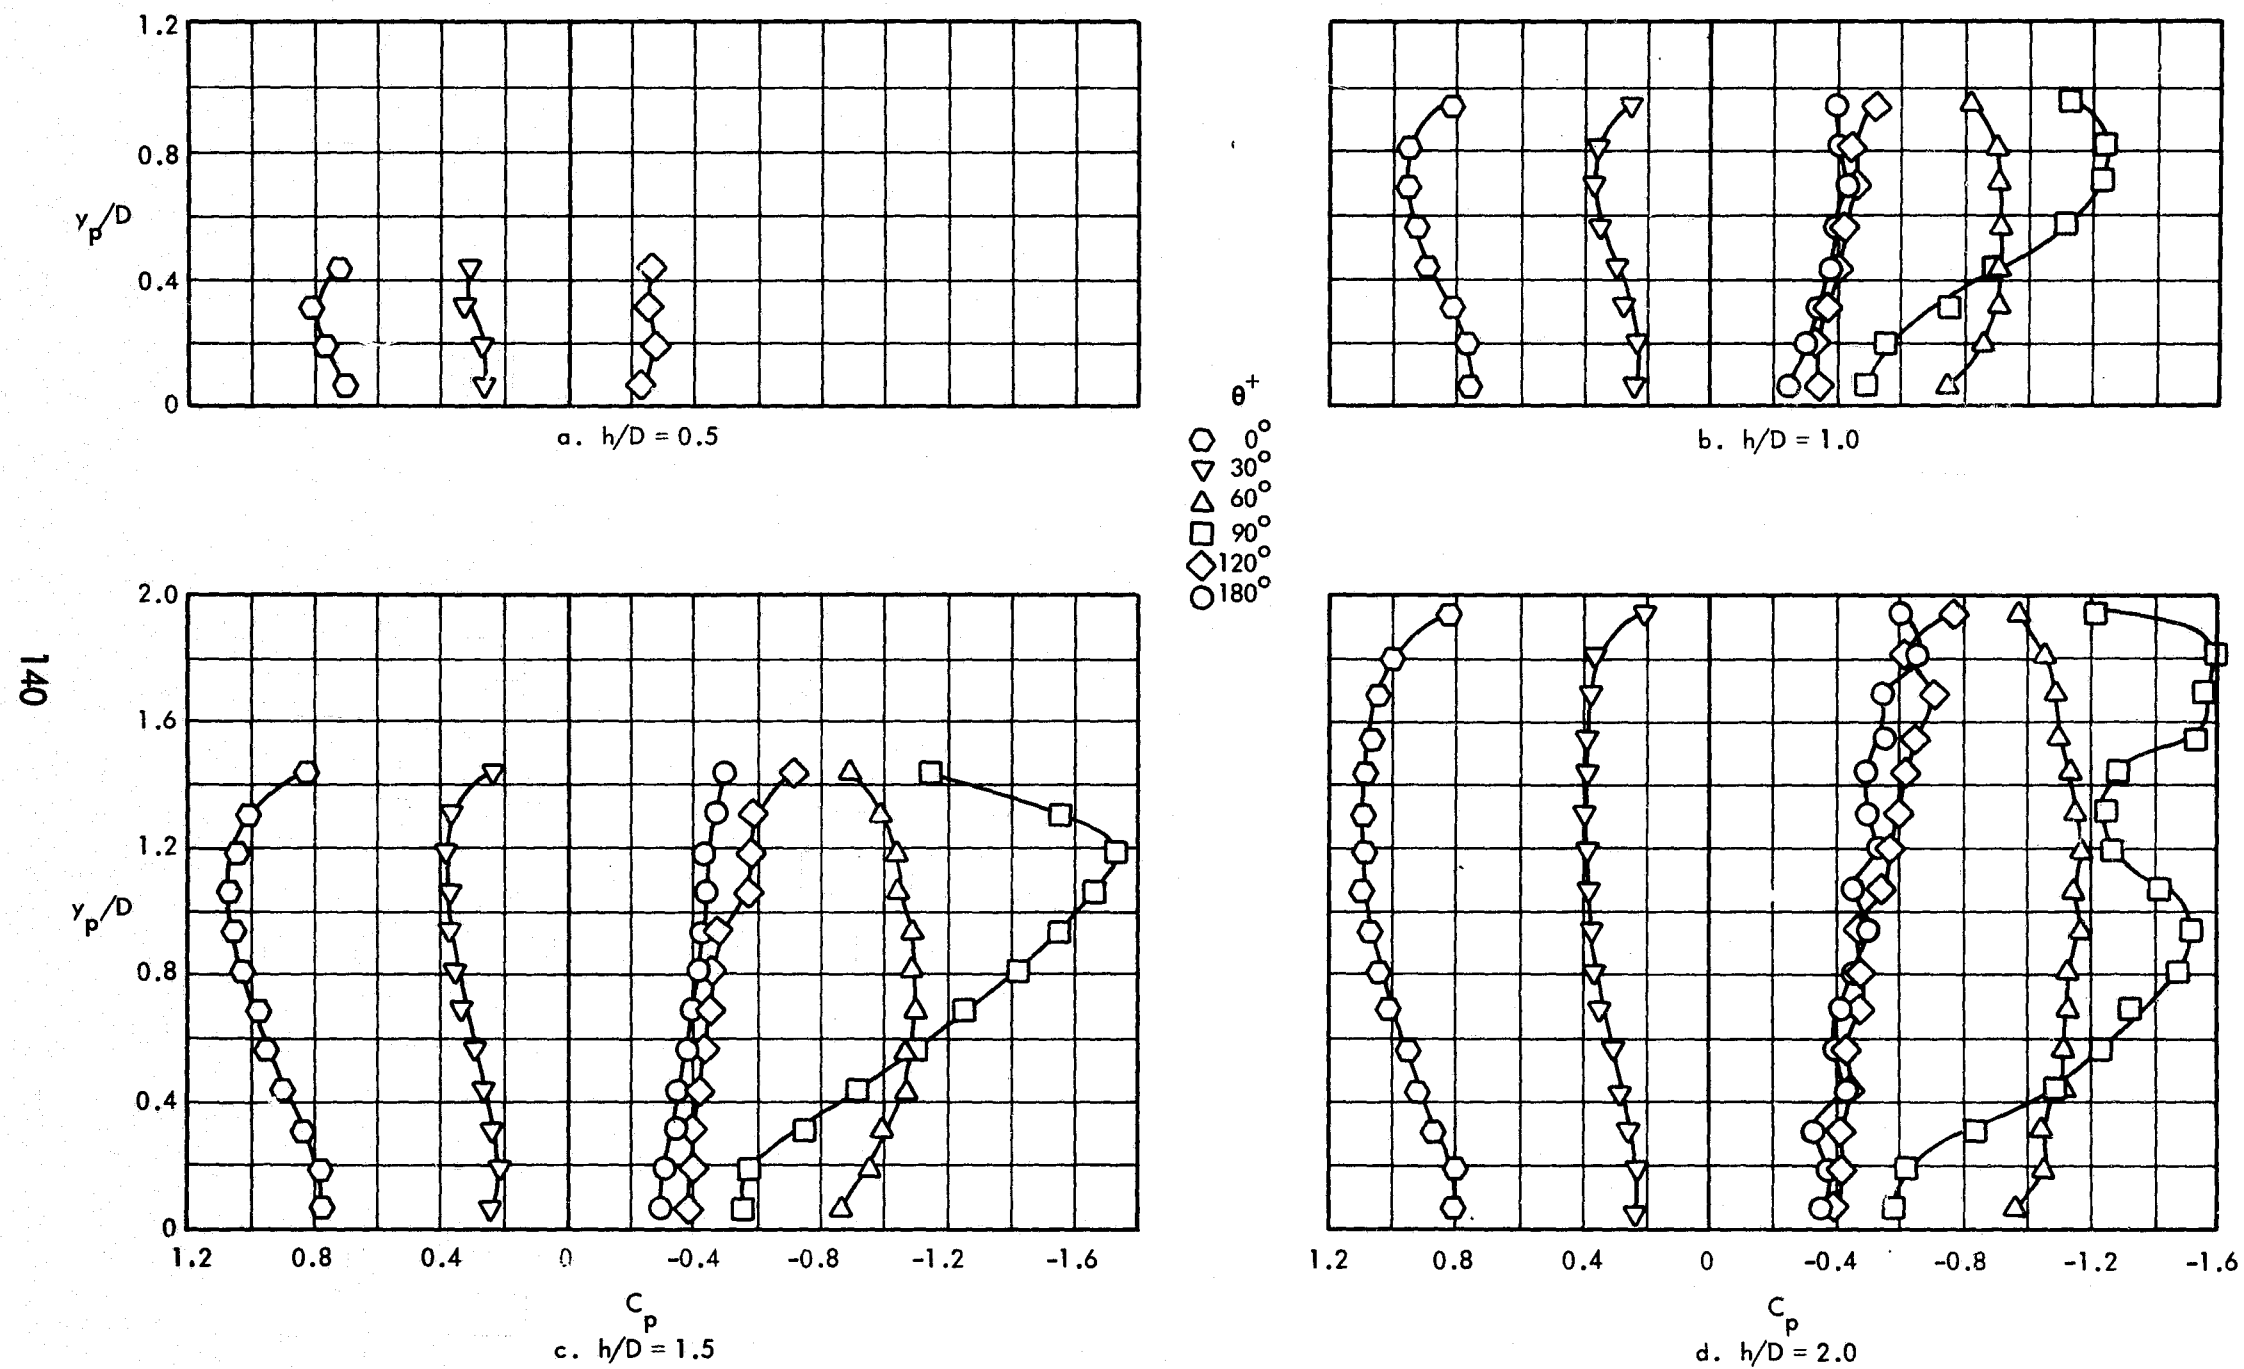 1.2
0.8
y_p/D
0.4
0
a. h/D = 0.5
b. h/D = 1.0
θ⁺
0°
30°
60°
90°
120°
180°
2.0
1.6
1.2
y_p/D
0.8
0.4
0
1.2 0.8 0.4 0 -0.4 -0.8 -1.2 -1.6
C_p
c. h/D = 1.5
1.2 0.8 0.4 0 -0.4 -0.8 -1.2 -1.6
C_p
d. h/D = 2.0
140